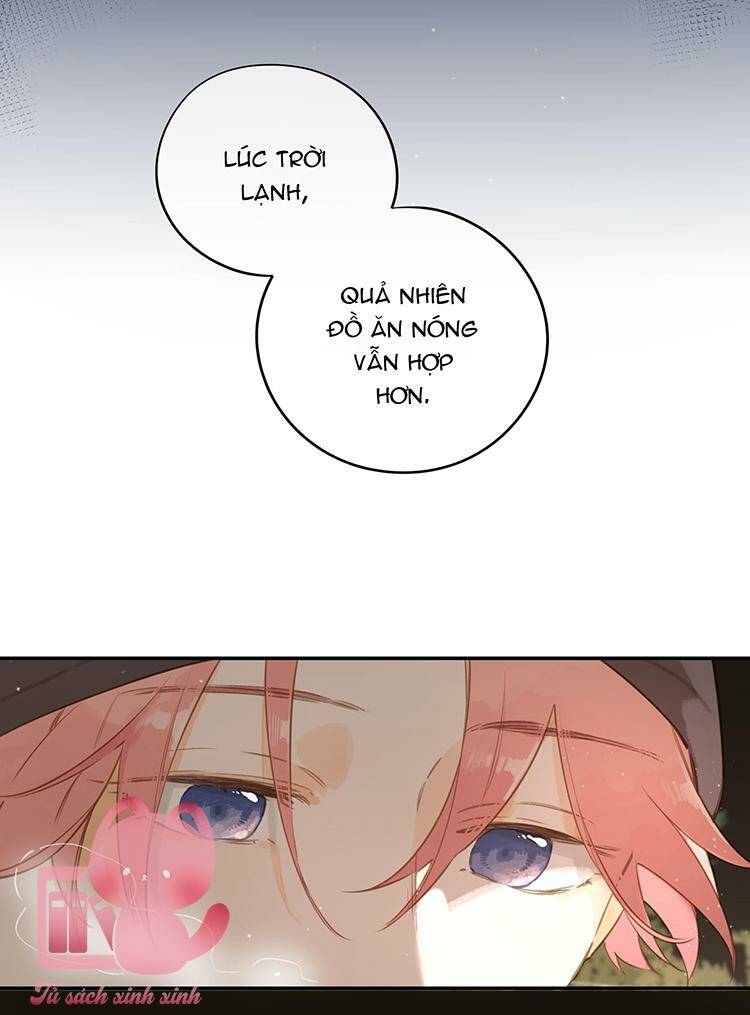 LÚC TRỜI
LẠNH,
QUẢ NHIÊN
ĐỒ ĂN NÓNG
VẪN HỢP
HƠN.
Tủ sách xinh xinh